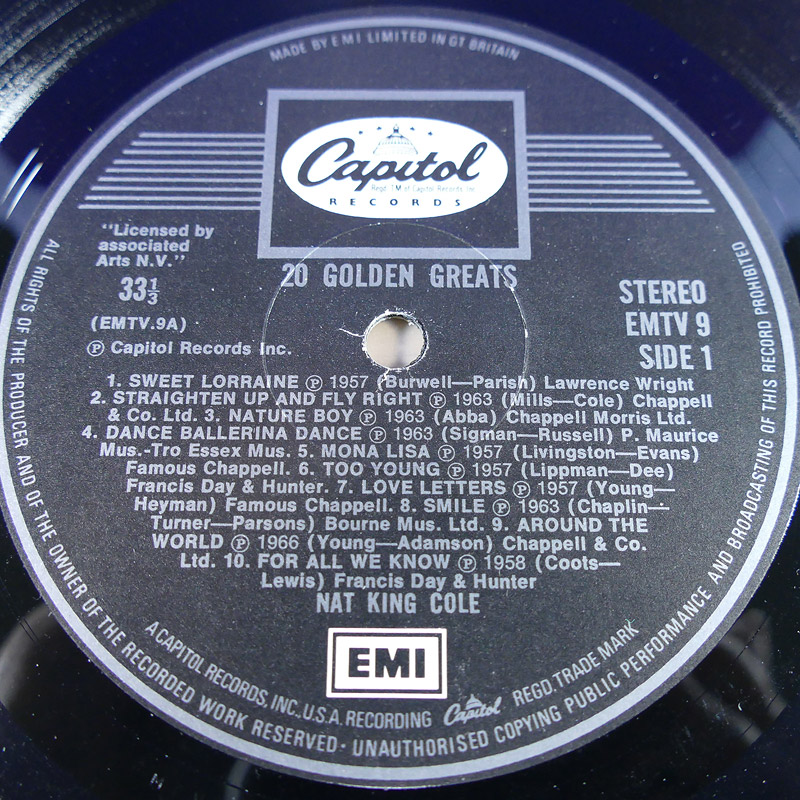 MADE BY EMI LIMITED IN GT BRITAIN
Capitol
Regd. TM of Capitol Records Inc.
RECORDS
"Licensed by
associated
Arts N.V."
33⅓
(EMTV.9A)
Ⓟ Capitol Records Inc.
20 GOLDEN GREATS
STEREO
EMTV 9
SIDE 1
1. SWEET LORRAINE Ⓟ 1957 (Burwell—Parish) Lawrence Wright
2. STRAIGHTEN UP AND FLY RIGHT Ⓟ 1963 (Mills—Cole) Chappell
& Co. Ltd. 3. NATURE BOY Ⓟ 1963 (Abba) Chappell Morris Ltd.
4. DANCE BALLERINA DANCE Ⓟ 1963 (Sigman—Russell) P. Maurice
Mus.-Tro Essex Mus. 5. MONA LISA Ⓟ 1957 (Livingston—Evans)
Famous Chappell. 6. TOO YOUNG Ⓟ 1957 (Lippman—Dee)
Francis Day & Hunter. 7. LOVE LETTERS Ⓟ 1957 (Young—
Heyman) Famous Chappell. 8. SMILE Ⓟ 1963 (Chaplin—
Turner—Parsons) Bourne Mus. Ltd. 9. AROUND THE
WORLD Ⓟ 1966 (Young—Adamson) Chappell & Co.
Ltd. 10. FOR ALL WE KNOW Ⓟ 1958 (Coots—
Lewis) Francis Day & Hunter
NAT KING COLE
EMI
A CAPITOL RECORDS, INC., U.S.A. RECORDING Capitol REGD. TRADE MARK
ALL RIGHTS OF THE PRODUCER AND OF THE OWNER OF THE RECORDED WORK RESERVED · UNAUTHORISED COPYING PUBLIC PERFORMANCE AND BROADCASTING OF THIS RECORD PROHIBITED